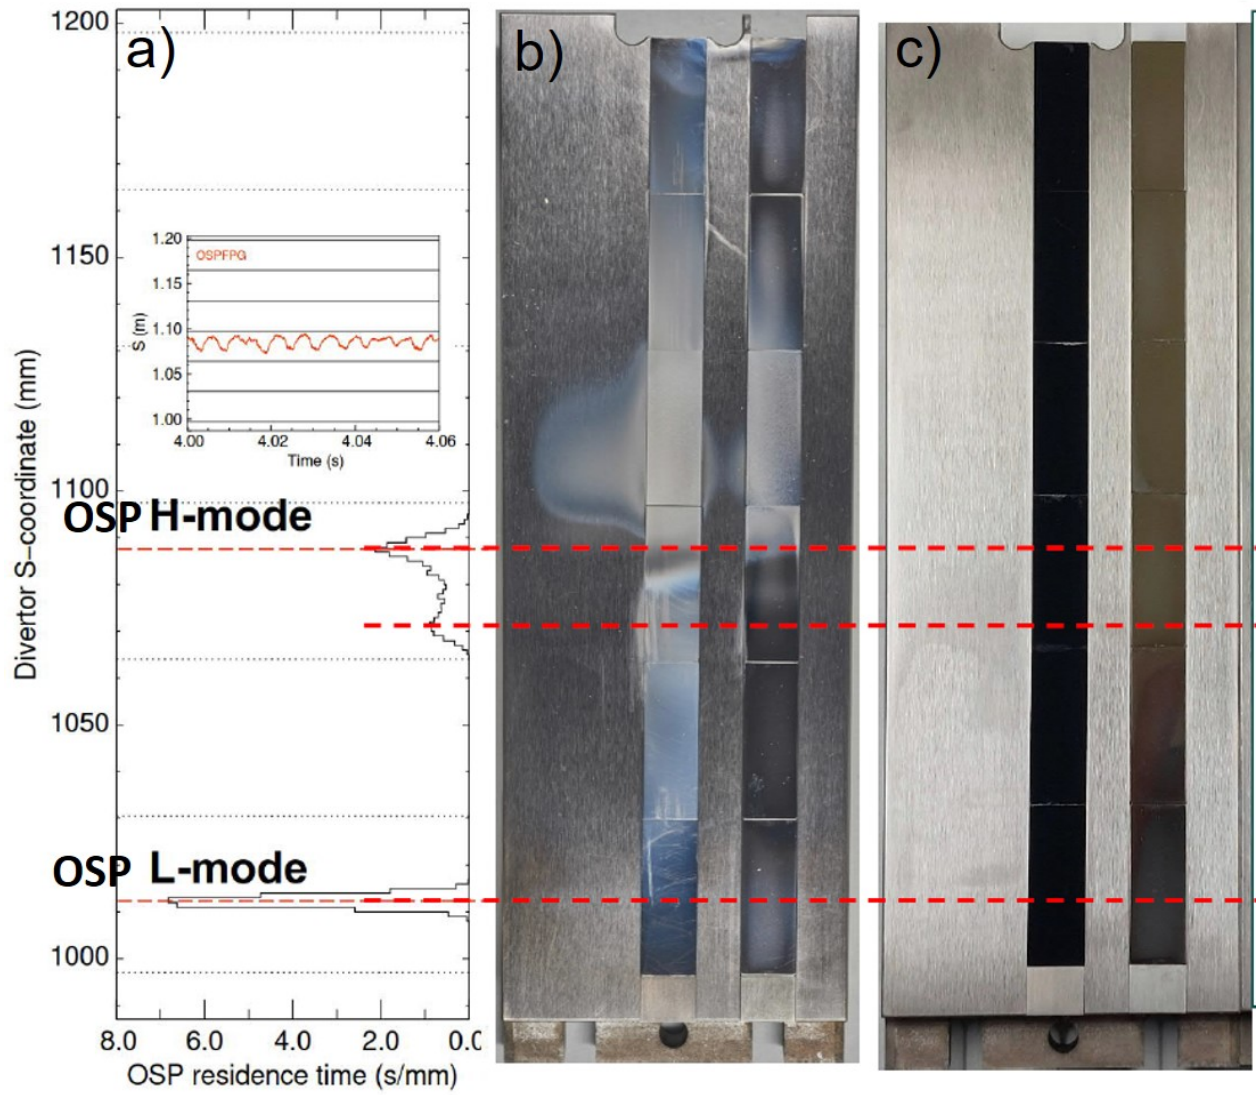 a)
b)
c)
1200
1150
1100
1050
1000
Divertor S−coordinate (mm)
OSPFPG
1.20
1.15
1.10
1.05
1.00
S (m)
4.00
4.02
4.04
4.06
Time (s)
OSP H-mode
OSP L-mode
8.0
6.0
4.0
2.0
0.0
OSP residence time (s/mm)